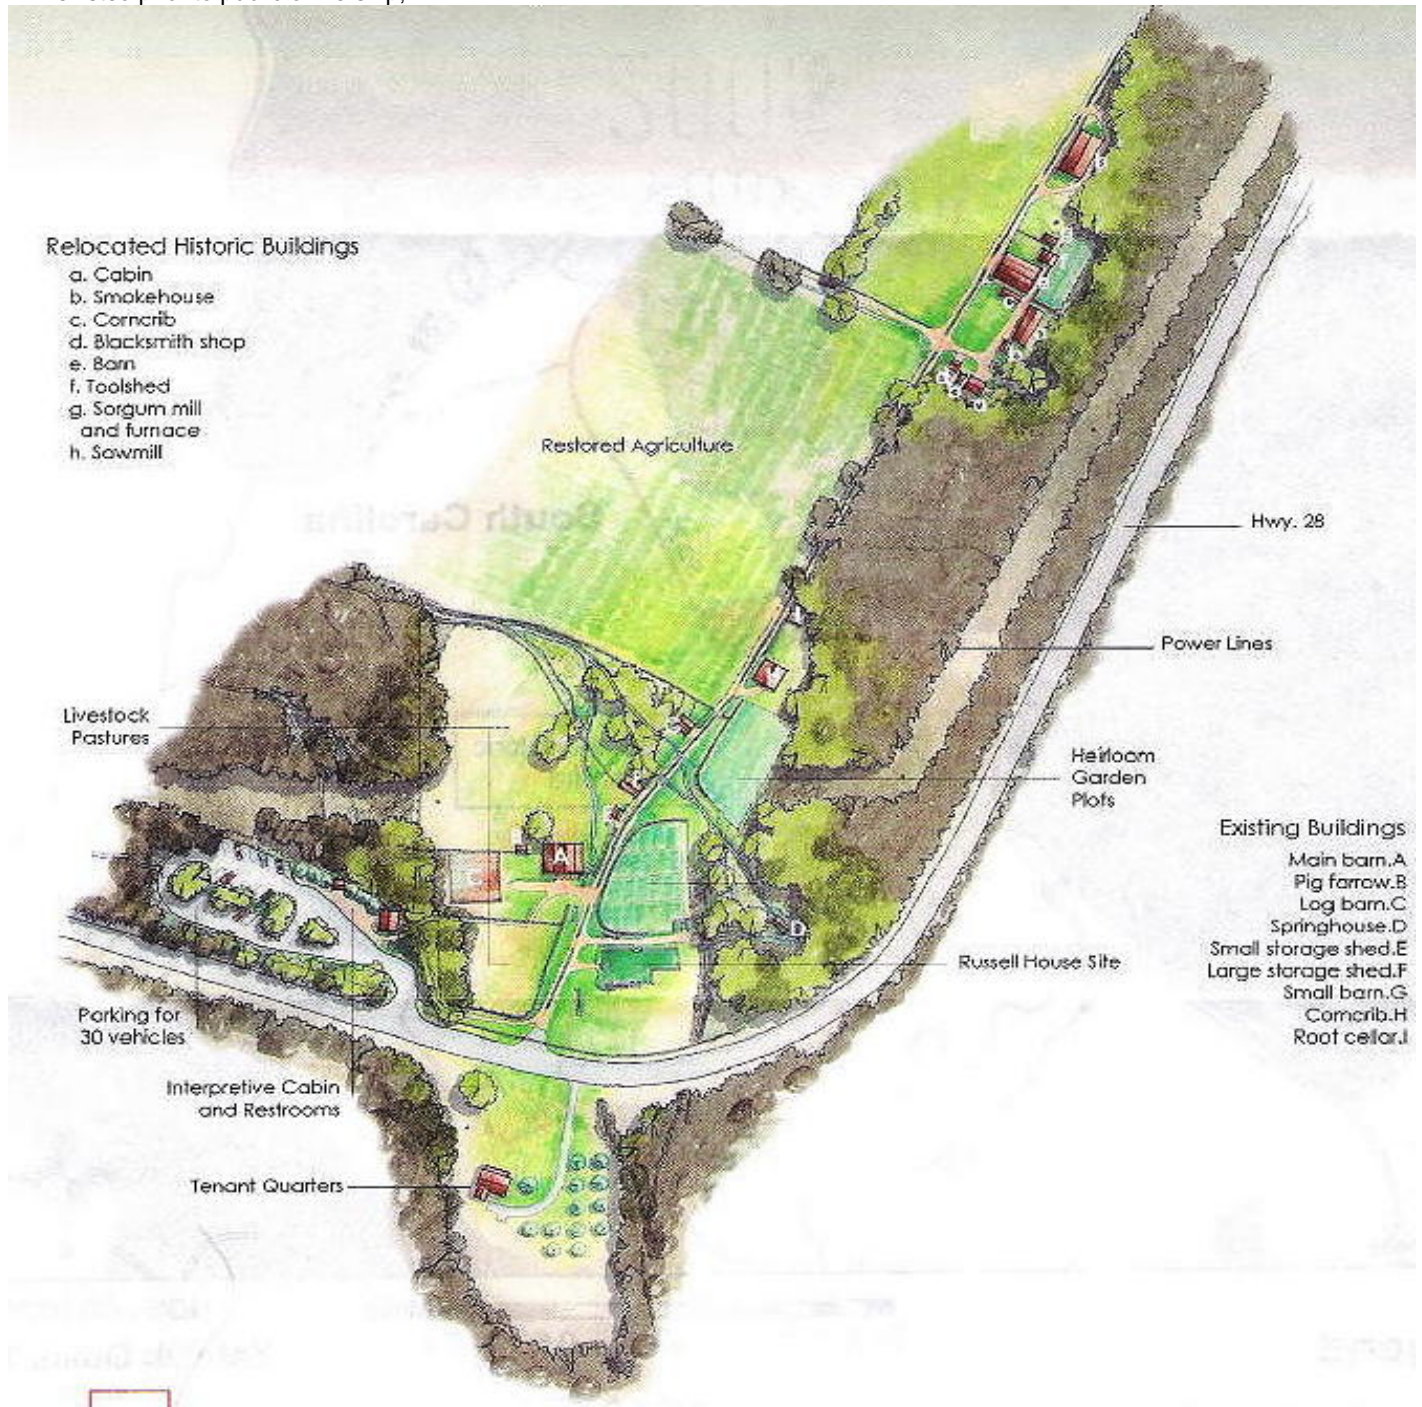 Relocated Historic Buildings
a. Cabin
b. Smokehouse
c. Corncrib
d. Blacksmith shop
e. Barn
f. Toolshed
g. Sorgum mill
and furnace
h. Sawmill
Restored Agriculture
Hwy. 28
Power Lines
Livestock
Pastures
Heirloom
Garden
Plots
Existing Buildings
Main barn.A
Pig farrow.B
Log barn.C
Springhouse.D
Small storage shed.E
Large storage shed.F
Small barn.G
Corncrib.H
Root cellar.I
A
D
Russell House Site
Parking for
30 vehicles
Interpretive Cabin
and Restrooms
Tenant Quarters